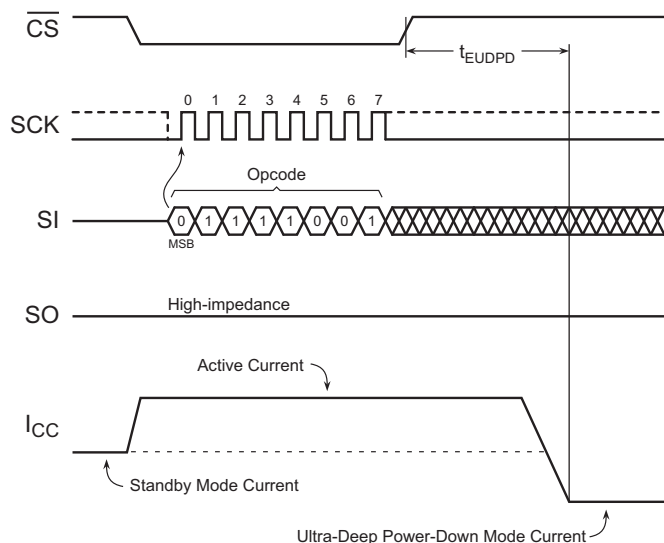 CS
tEUDPD
0 1 2 3 4 5 6 7
SCK
Opcode
SI
0 1 1 1 1 0 0 1
MSB
High-impedance
SO
Active Current
ICC
Standby Mode Current
Ultra-Deep Power-Down Mode Current